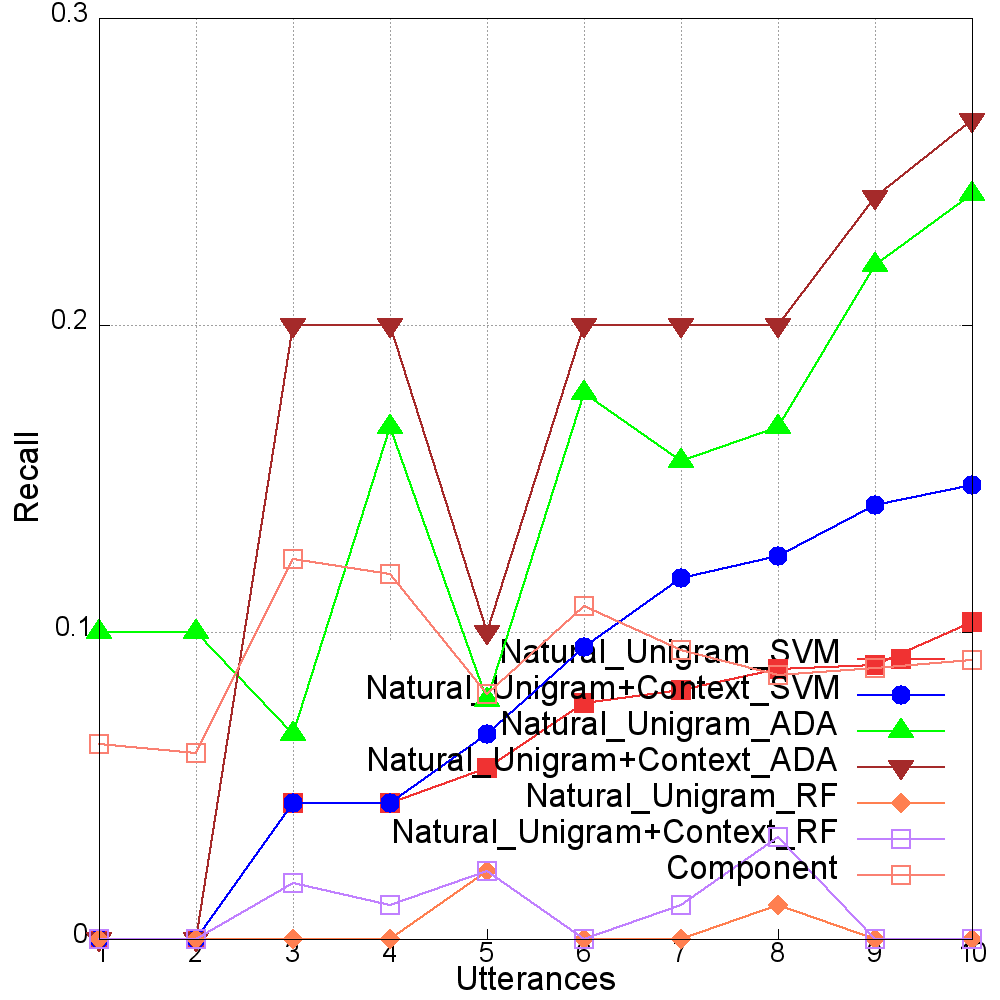 0.3
0.2
0.1
0
Recall
Natural_Unigram_SVM
Natural_Unigram+Context_SVM
Natural_Unigram_ADA
Natural_Unigram+Context_ADA
Natural_Unigram_RF
Natural_Unigram+Context_RF
Component
1 2 3 4 5 6 7 8 9 10
Utterances